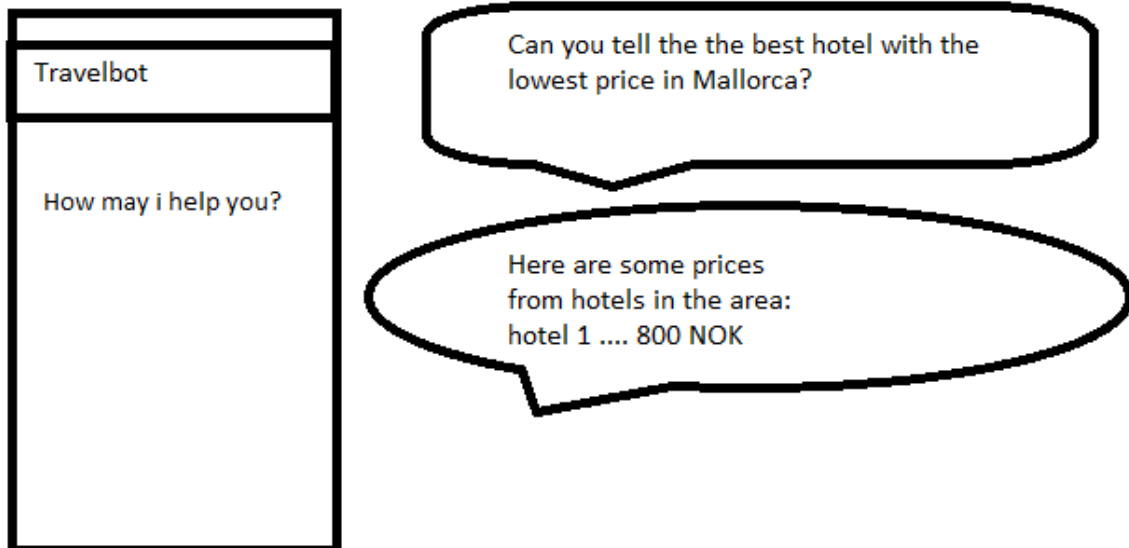 Travelbot
How may i help you?
Can you tell the the best hotel with the
lowest price in Mallorca?
Here are some prices
from hotels in the area:
hotel 1 .... 800 NOK